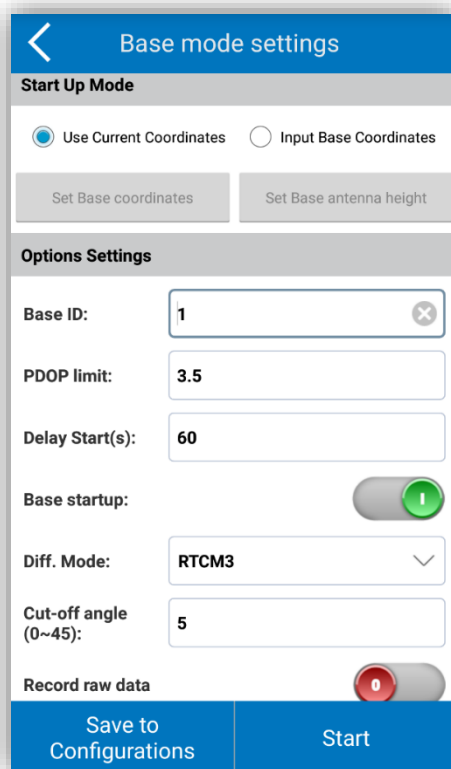 Base mode settings
Start Up Mode
Use Current Coordinates Input Base Coordinates
Set Base coordinates Set Base antenna height
Options Settings
Base ID: 1
PDOP limit: 3.5
Delay Start(s): 60
Base startup: I
Diff. Mode: RTCM3
Cut-off angle
(0~45): 5
Record raw data 0
Save to
Configurations
Start